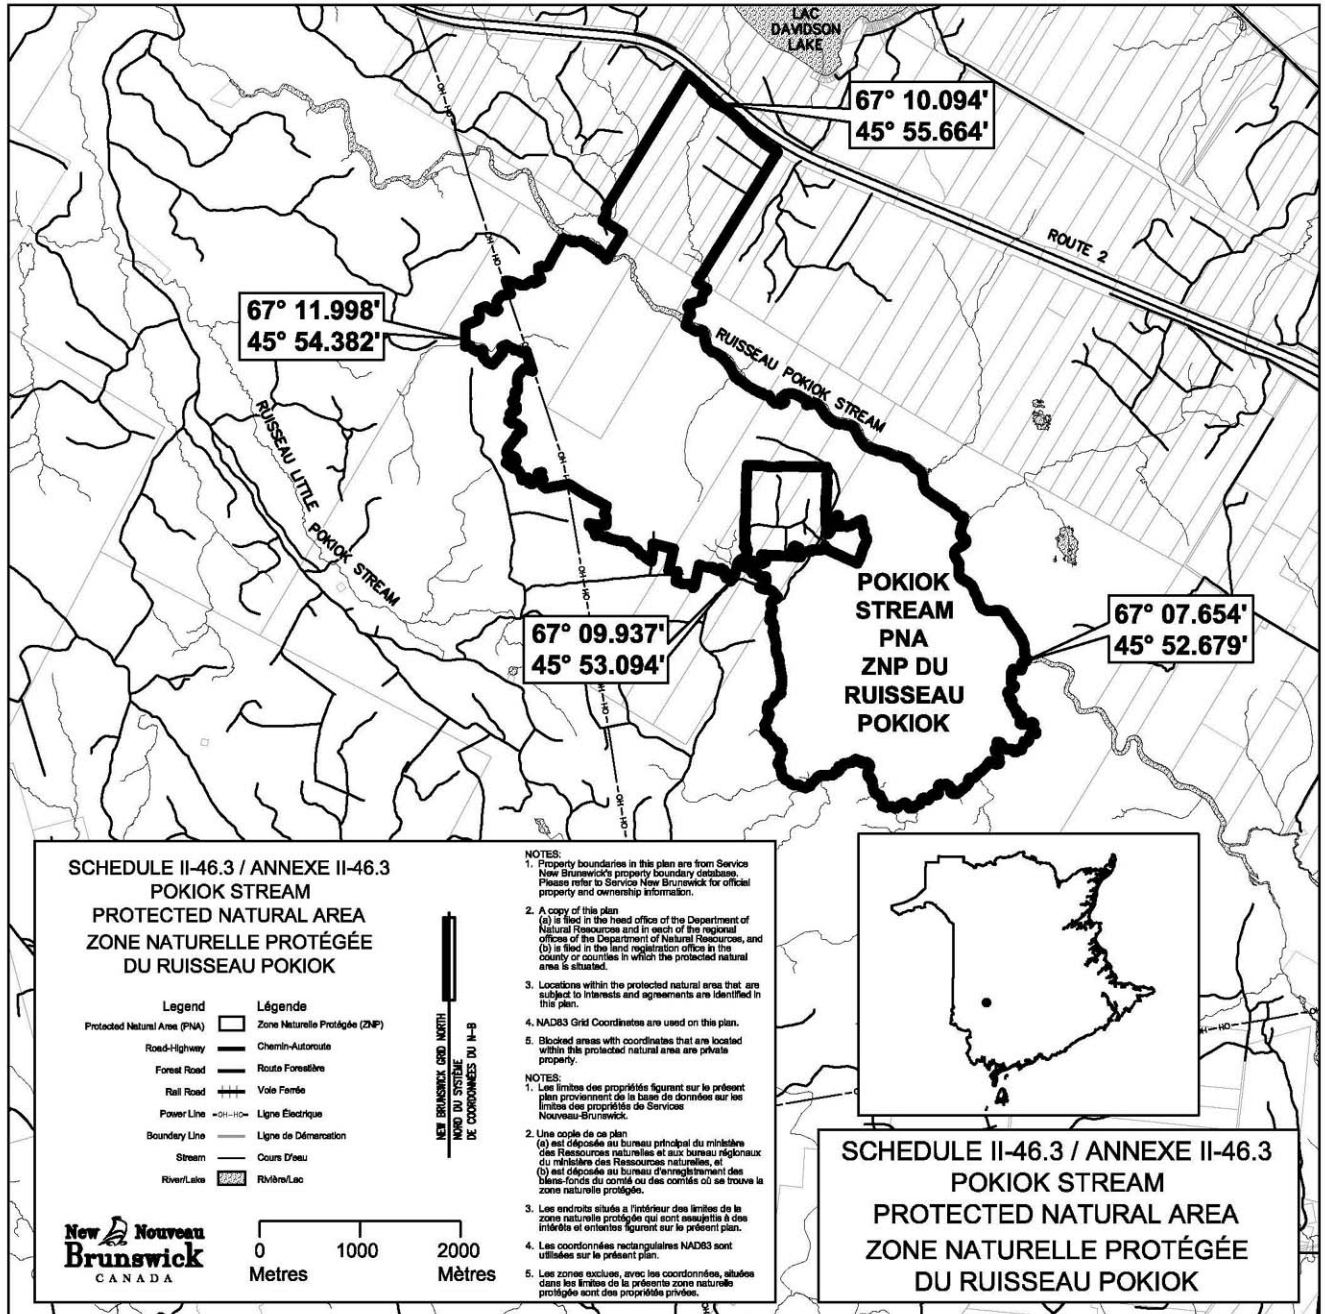 LAC
DAVIDSON
LAKE
67° 10.094'
45° 55.664'
ROUTE 2
67° 11.998'
45° 54.382'
RUISSEAU POKIOK STREAM
RUISSEAU LITTLE POKIOK STREAM
67° 09.937'
45° 53.094'
POKIOK
STREAM
PNA
ZNP DU
RUISSEAU
POKIOK
67° 07.654'
45° 52.679'
OH-HO
OH-HO
OH-HO
OH-HO
OH-HO
OH-HO
H-HO
SCHEDULE II-46.3 / ANNEXE II-46.3
POKIOK STREAM
PROTECTED NATURAL AREA
ZONE NATURELLE PROTÉGÉE
DU RUISSEAU POKIOK
Legend Légende
Protected Natural Area (PNA) Zone Naturelle Protégée (ZNP)
Road-Highway Chemin-Autoroute
Forest Road Route Forestière
Rail Road Voie Ferrée
Power Line OH-HO Ligne Électrique
Boundary Line Ligne de Démarcation
Stream Cours D'eau
River/Lake Rivière/Lac
NEW BRUNSWICK GRID NORTH
NORD DU SYSTÈME
DE COORDONNÉES DU N-B
New Nouveau
Brunswick
CANADA
0 1000 2000
Metres Mètres
NOTES:
1. Property boundaries in this plan are from Service
New Brunswick's property boundary database.
Please refer to Service New Brunswick for official
property and ownership information.
2. A copy of this plan
(a) is filed in the head office of the Department of
Natural Resources and in each of the regional
offices of the Department of Natural Resources, and
(b) is filed in the land registration office in the
county or counties in which the protected natural
area is situated.
3. Locations within the protected natural area that are
subject to interests and agreements are identified in
this plan.
4. NAD83 Grid Coordinates are used on this plan.
5. Blocked areas with coordinates that are located
within this protected natural area are private
property.
NOTES:
1. Les limites des propriétés figurant sur le présent
plan proviennent de la base de données sur les
limites des propriétés de Services
Nouveau-Brunswick.
2. Une copie de ce plan
(a) est déposée au bureau principal du ministère
des Ressources naturelles et aux bureau régionaux
du ministère des Ressources naturelles, et
(b) est déposée au bureau d'enregistrement des
biens-fonds du comté ou des comtés où se trouve la
zone naturelle protégée.
3. Les endroits situés a l'intérieur des limites de la
zone naturelle protégée qui sont assujettis à des
intérêts et ententes figurent sur le présent plan.
4. Les coordonnées rectangulaires NAD83 sont
utilisées sur le présent plan.
5. Les zones exclues, avec les coordonnées, situées
dans les limites de la présente zone naturelle
protégée sont des propriétés privées.
SCHEDULE II-46.3 / ANNEXE II-46.3
POKIOK STREAM
PROTECTED NATURAL AREA
ZONE NATURELLE PROTÉGÉE
DU RUISSEAU POKIOK